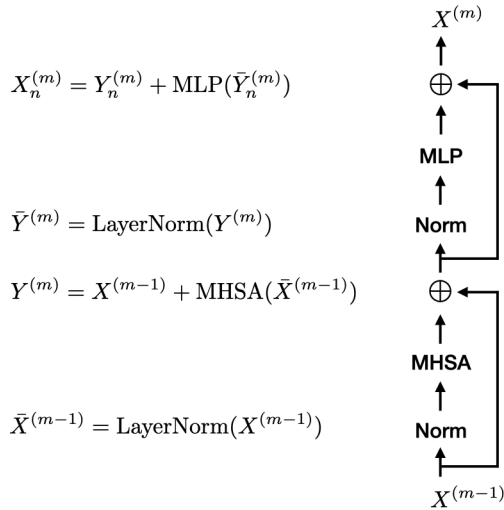 X^{(m)}
X_n^{(m)} = Y_n^{(m)} + MLP(Ȳ_n^{(m)}) ⊕
MLP
Ȳ^{(m)} = LayerNorm(Y^{(m)}) Norm
Y^{(m)} = X^{(m−1)} + MHSA(X̄^{(m−1)}) ⊕
MHSA
X̄^{(m−1)} = LayerNorm(X^{(m−1)}) Norm
X^{(m−1)}